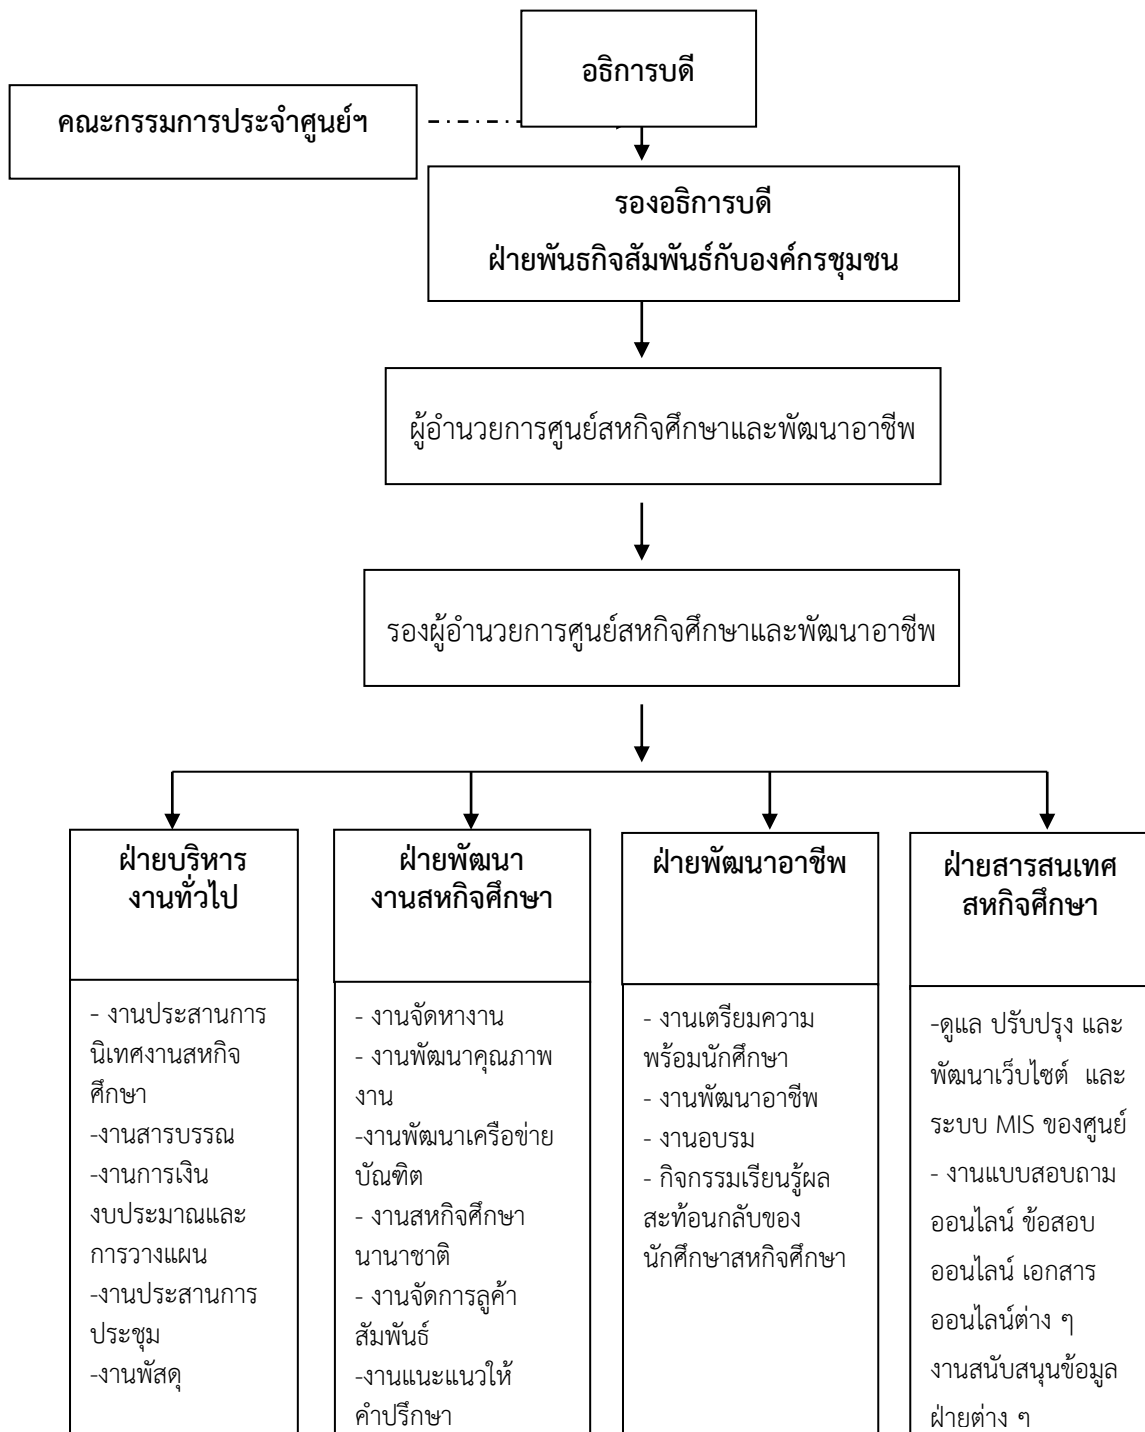 อธิการบดี
คณะกรรมการประจำศูนย์ฯ
รองอธิการบดี
ฝ่ายพันธกิจสัมพันธ์กับองค์กรชุมชน
ผู้อำนวยการศูนย์สหกิจศึกษาและพัฒนาอาชีพ
รองผู้อำนวยการศูนย์สหกิจศึกษาและพัฒนาอาชีพ
ฝ่ายบริหาร
งานทั่วไป
- งานประสานการ
นิเทศงานสหกิจ
ศึกษา
-งานสารบรรณ
-งานการเงิน
งบประมาณและ
การวางแผน
-งานประสานการ
ประชุม
-งานพัสดุ
ฝ่ายพัฒนา
งานสหกิจศึกษา
- งานจัดหางาน
- งานพัฒนาคุณภาพ
งาน
-งานพัฒนาเครือข่าย
บัณฑิต
- งานสหกิจศึกษา
นานาชาติ
- งานจัดการลูค้า
สัมพันธ์
-งานแนะแนวให้
คำปรึกษา
ฝ่ายพัฒนาอาชีพ
- งานเตรียมความ
พร้อมนักศึกษา
- งานพัฒนาอาชีพ
- งานอบรม
- กิจกรรมเรียนรู้ผล
สะท้อนกลับของ
นักศึกษาสหกิจศึกษา
ฝ่ายสารสนเทศ
สหกิจศึกษา
-ดูแล ปรับปรุง และ
พัฒนาเว็บไซต์ และ
ระบบ MIS ของศูนย์
- งานแบบสอบถาม
ออนไลน์ ข้อสอบ
ออนไลน์ เอกสาร
ออนไลน์ต่าง ๆ
งานสนับสนุนข้อมูล
ฝ่ายต่าง ๆ